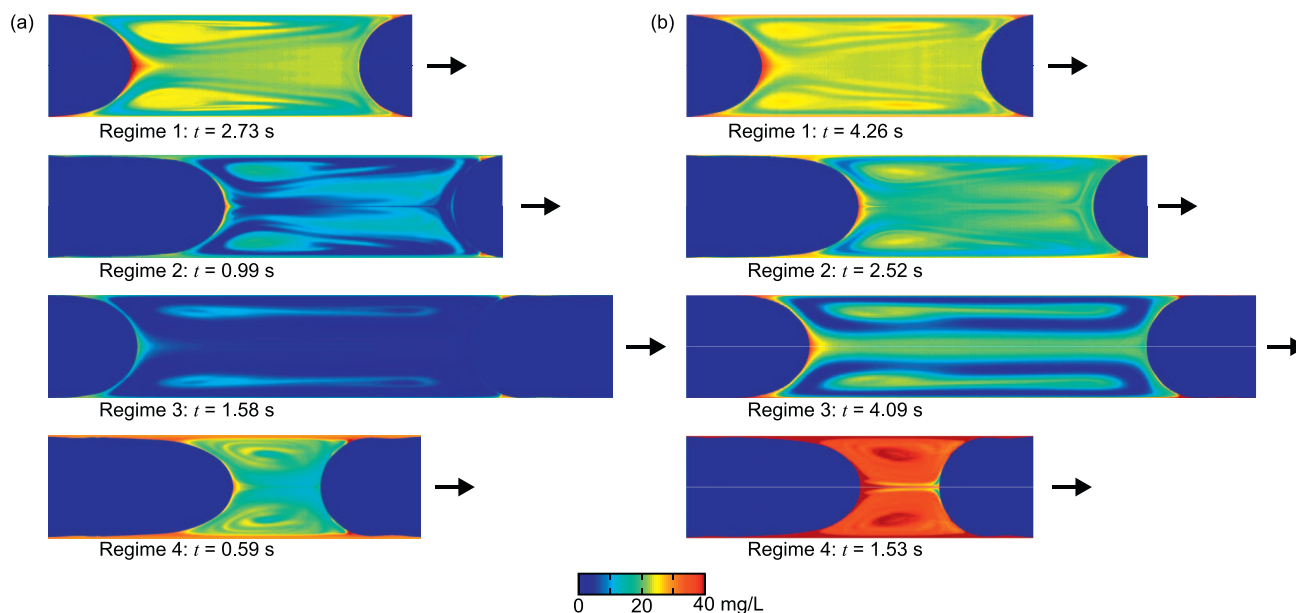 (a)
(b)
Regime 1: t = 2.73 s
Regime 1: t = 4.26 s
Regime 2: t = 0.99 s
Regime 2: t = 2.52 s
Regime 3: t = 1.58 s
Regime 3: t = 4.09 s
Regime 4: t = 0.59 s
Regime 4: t = 1.53 s
0 20 40 mg/L